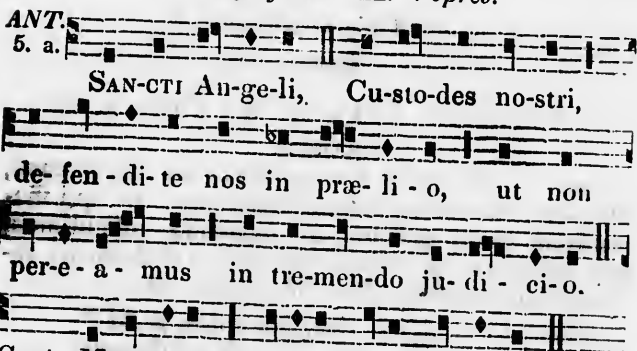 ANT.
5. a.
SAN-CTI An-ge-li, Cu-sto-des no-stri,
de- fen - di- te nos in præ- li - o, ut non
per-e - a - mus in tre-men-do ju- di - ci- o.